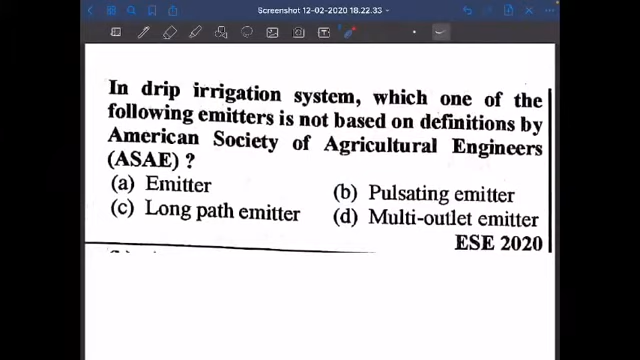 Screenshot 12-02-2020 18.22.33
In drip irrigation system, which one of the
following emitters is not based on definitions by
American Society of Agricultural Engineers
(ASAE) ?
(a) Emitter
(b) Pulsating emitter
(c) Long path emitter
(d) Multi-outlet emitter
ESE 2020